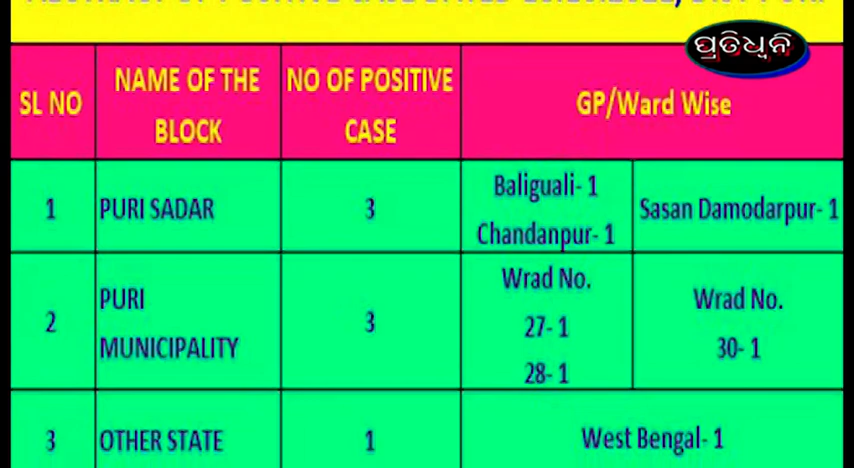 ପ୍ରତିଧ୍ଵନି
SL NO
NAME OF THE
BLOCK
NO OF POSITIVE
CASE
GP/Ward Wise
1
PURI SADAR
3
Baliguali- 1
Chandanpur- 1
Sasan Damodarpur- 1
2
PURI
MUNICIPALITY
3
Wrad No.
27- 1
28- 1
Wrad No.
30- 1
3
OTHER STATE
1
West Bengal- 1